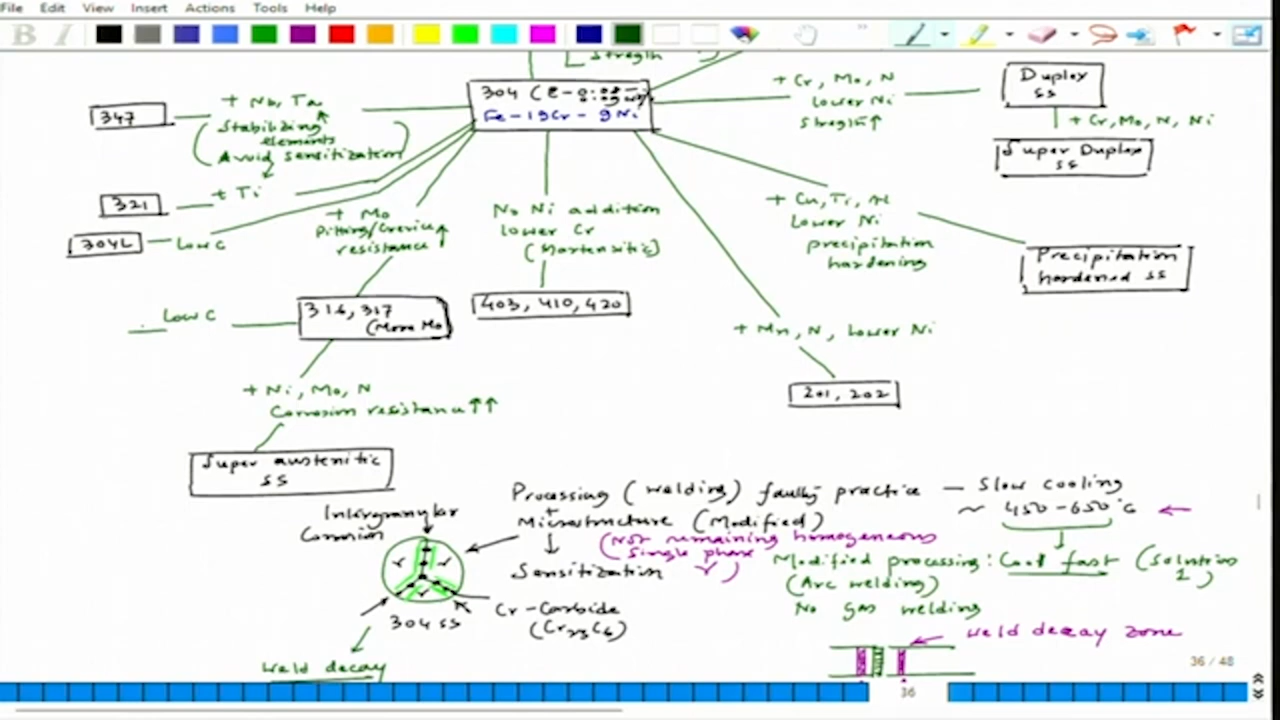 File Edit View Insert Actions Tools Help
B I
Strength
304 (C-0.08
Fe-19Cr-9Ni
347
+ Nb, Ta
(Stabilizing
elements
Avoid sensitization)
321
+ Ti
304L
Low C
+ Mo
Pitting/Crevice
resistance
Low C
316, 317
(More Mo)
+ Ni, Mo, N
Corrosion resistance ↑↑
Super austenitic
SS
No Ni addition
lower Cr
(Martensitic)
403, 410, 420
+ Cr, Mo, N
lower Ni
Strength ↑
Duplex
SS
+ Cr, Mo, N, Ni
Super Duplex
SS
+ Cu, Ti, N
Lower Ni
precipitation
hardening
Precipitation
hardened SS
+ Mn, N, Lower Ni
201, 202
Processing (welding) faulty practice – Slow cooling
~ 450-650°C
+
Microstructure (Modified)
(Not remaining homogeneous
Single phase
γ)
Sensitization
Intergranular
Corrosion
γ γ
γ
304 SS
Cr-Carbide
(Cr23C6)
Weld decay
Modified processing: Cool fast (Solution
1)
(Arc welding)
No gas welding
Weld decay zone
36 / 48
36